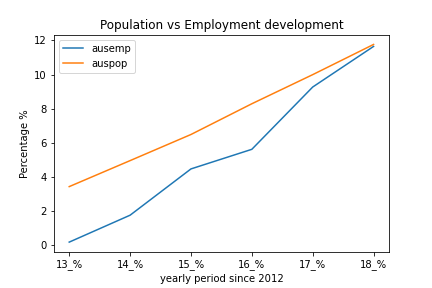 Population vs Employment development
ausemp
auspop
Percentage %
12
10
8
6
4
2
0
13_% 14_% 15_% 16_% 17_% 18_%
yearly period since 2012